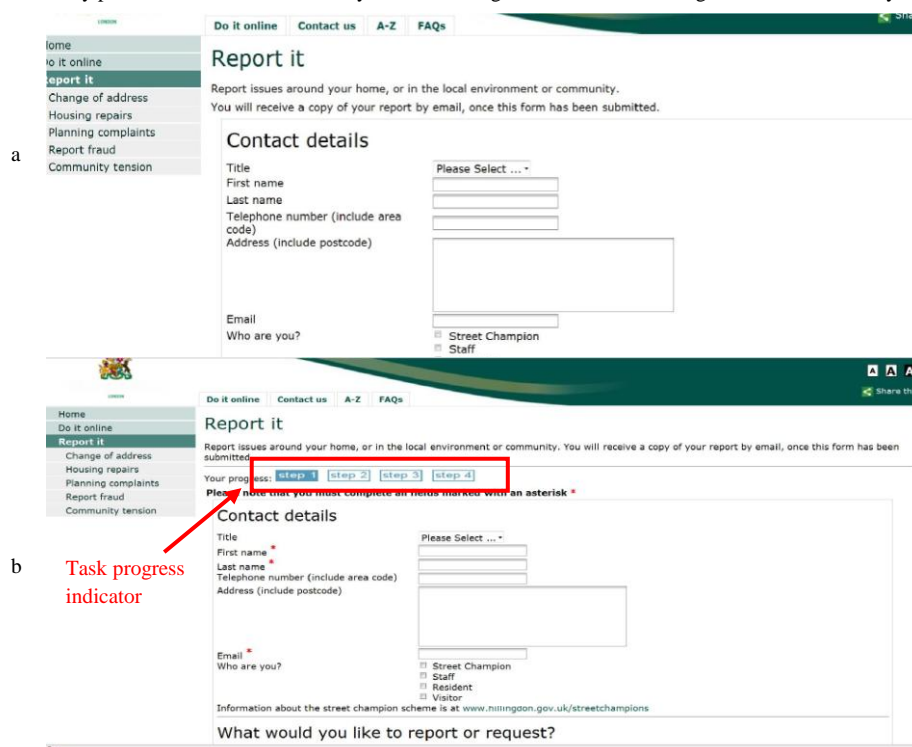 LONDON
Do it online Contact us A-Z FAQs
Home
Do it online
Report it
Change of address
Housing repairs
Planning complaints
Report fraud
Community tension
Report it
Report issues around your home, or in the local environment or community.
You will receive a copy of your report by email, once this form has been submitted.
a
Contact details
Title Please Select ...
First name
Last name
Telephone number (include area
code)
Address (include postcode)
Email
Who are you? Street Champion
Staff
A A A
LONDON
Share th
Do it online Contact us A-Z FAQs
Home
Do it online
Report it
Change of address
Housing repairs
Planning complaints
Report fraud
Community tension
Report it
Report issues around your home, or in the local environment or community. You will receive a copy of your report by email, once this form has been
submitted
Your progress: step 1 step 2 step 3 step 4
Please note that you must complete all fields marked with an asterisk *
b
Task progress
indicator
Contact details
Title Please Select ...
First name *
Last name *
Telephone number (include area code)
Address (include postcode)
Email *
Who are you? Street Champion
Staff
Resident
Visitor
Information about the street champion scheme is at www.hillingdon.gov.uk/streetchampions
What would you like to report or request?